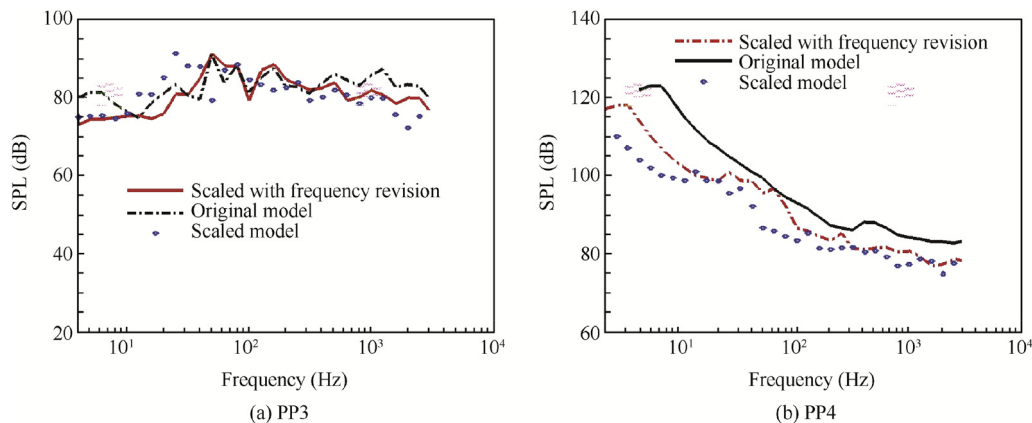 100
80
60
40
20
SPL (dB)
Scaled with frequency revision
Original model
Scaled model
10¹
10²
10³
10⁴
Frequency (Hz)
(a) PP3
140
120
100
80
60
SPL (dB)
Scaled with frequency revision
Original model
Scaled model
10¹
10²
10³
10⁴
Frequency (Hz)
(b) PP4